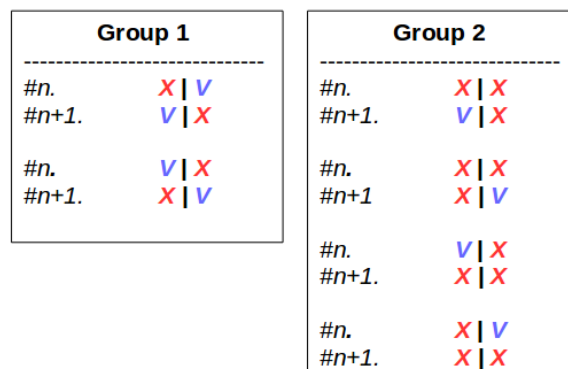 Group 1
------------------------------
#n. X | V
#n+1. V | X
#n. V | X
#n+1. X | V
Group 2
------------------------------
#n. X | X
#n+1. V | X
#n. X | X
#n+1 X | V
#n. V | X
#n+1. X | X
#n. X | V
#n+1. X | X